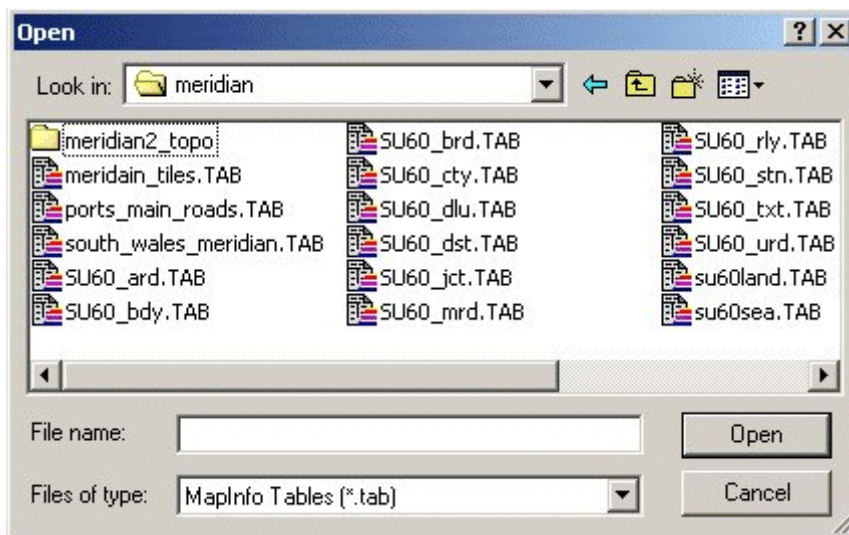 Open
Look in: meridian
meridian2_topo
meridain_tiles.TAB
ports_main_roads.TAB
south_wales_meridian.TAB
SU60_ard.TAB
SU60_bdy.TAB
SU60_brd.TAB
SU60_cty.TAB
SU60_dlu.TAB
SU60_dst.TAB
SU60_jct.TAB
SU60_mrd.TAB
SU60_rly.TAB
SU60_stn.TAB
SU60_txt.TAB
SU60_urd.TAB
su60land.TAB
su60sea.TAB
File name: Open
Files of type: MapInfo Tables (*.tab) Cancel